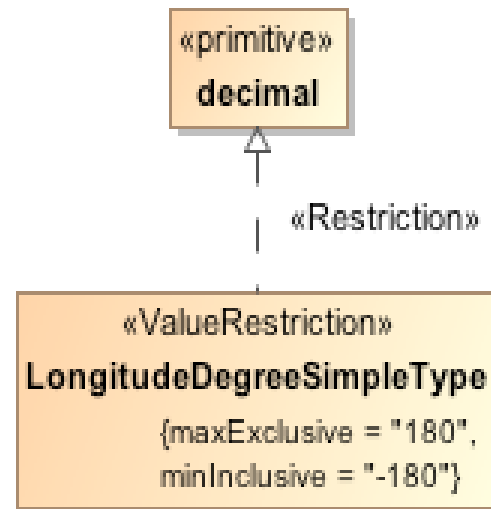 «primitive»
decimal
«Restriction»
«ValueRestriction»
LongitudeDegreeSimpleType
{maxExclusive = "180",
minInclusive = "-180"}